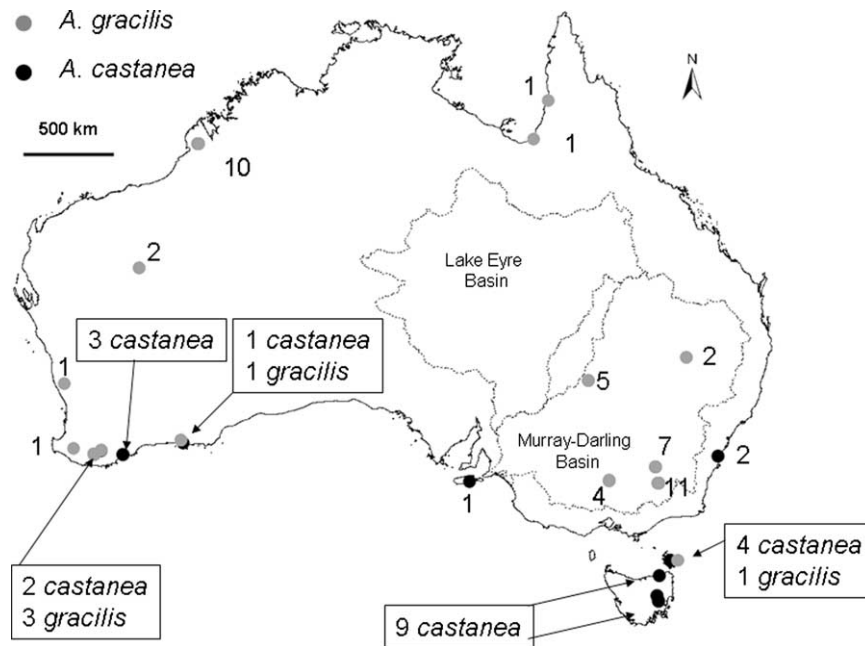 A. gracilis
A. castanea
500 km
N
1
1
10
2
Lake Eyre
Basin
3 castanea
1 castanea
1 gracilis
1
2
5
1
Murray-Darling
Basin
7
2
4
11
1
4 castanea
1 gracilis
2 castanea
3 gracilis
9 castanea